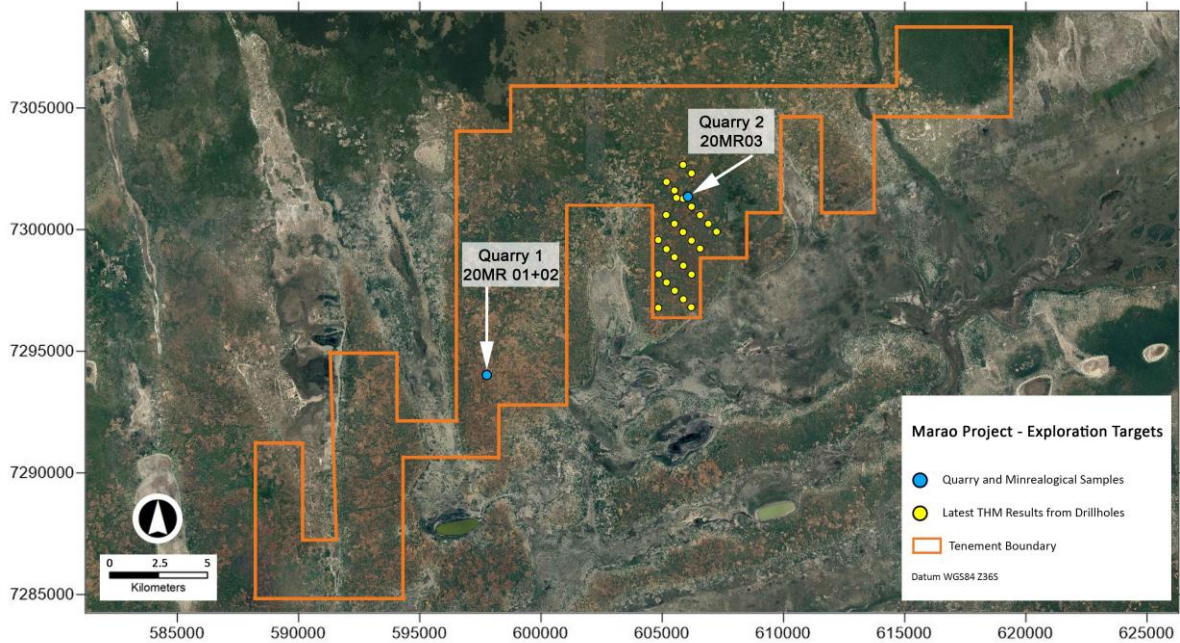 7305000
7300000
7295000
7290000
7285000
Quarry 2
20MR03
Quarry 1
20MR 01+02
0 2.5 5
Kilometers
Marao Project - Exploration Targets
Quarry and Minrealogical Samples
Latest THM Results from Drillholes
Tenement Boundary
Datum WGS84 Z36S
585000 590000 595000 600000 605000 610000 615000 620000 625000